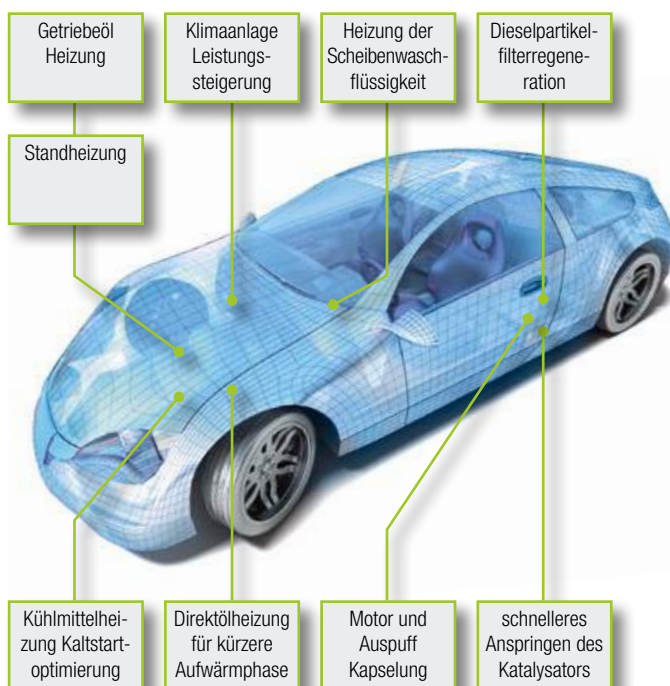 Getriebeöl
Heizung
Klimaanlage
Leistungs-
steigerung
Heizung der
Scheibenwasch-
flüssigkeit
Dieselpartikel-
filterregene-
ration
Standheizung
Kühlmittelhei-
zung Kaltstart-
optimierung
Direktölheizung
für kürzere
Aufwärmphase
Motor und
Auspuff
Kapselung
schnelleres
Anspringen des
Katalysators